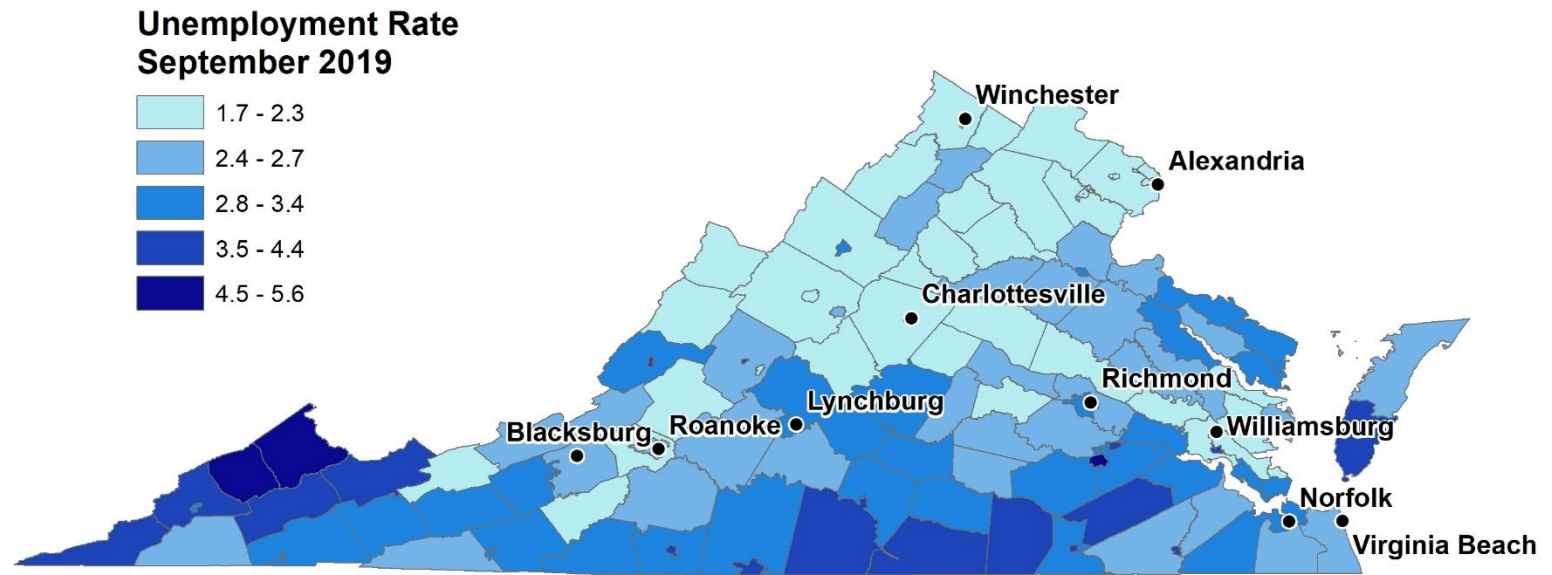 Unemployment Rate
September 2019
1.7 - 2.3
2.4 - 2.7
2.8 - 3.4
3.5 - 4.4
4.5 - 5.6
Winchester
Alexandria
Charlottesville
Richmond
Lynchburg
Williamsburg
Blacksburg
Roanoke
Norfolk
Virginia Beach